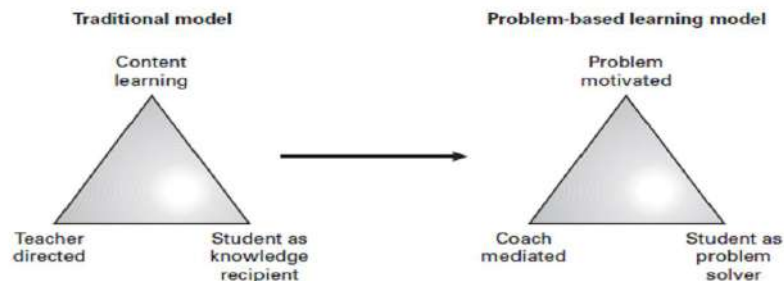 Traditional model
Problem-based learning model
Content
learning
Problem
motivated
Teacher
directed
Student as
knowledge
recipient
Coach
mediated
Student as
problem
solver